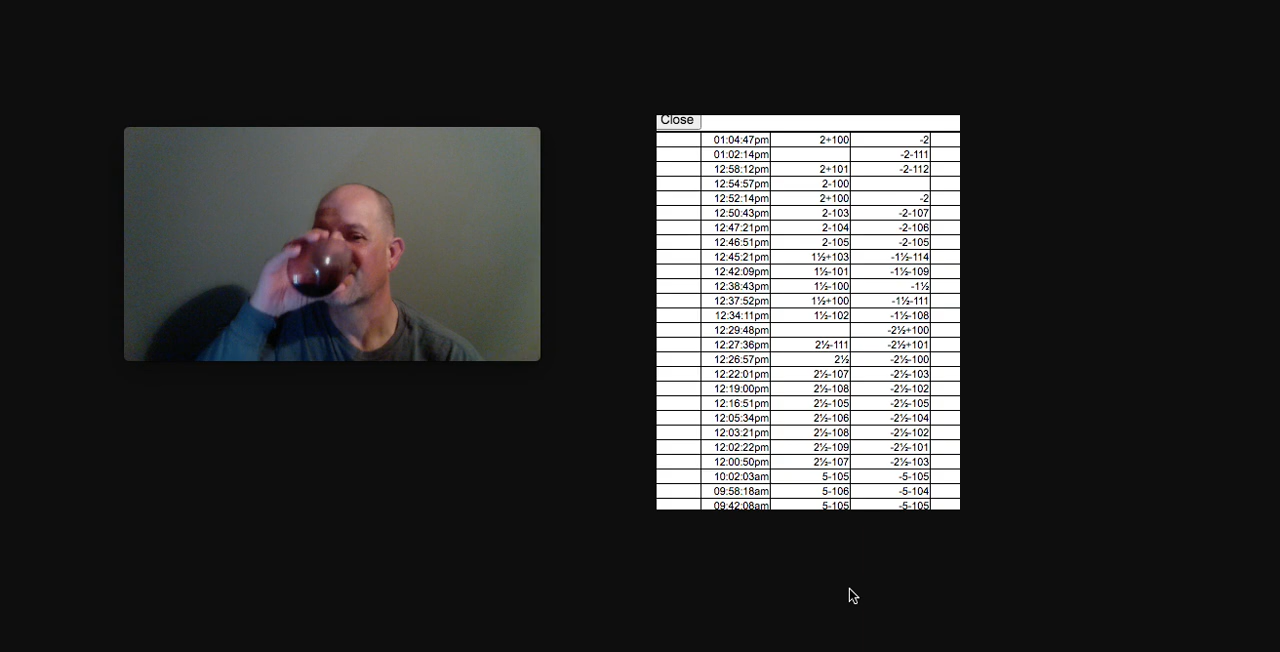 Close
01:04:47pm 2+100 -2
01:02:14pm -2-111
12:58:12pm 2+101 -2-112
12:54:57pm 2-100
12:52:14pm 2+100 -2
12:50:43pm 2-103 -2-107
12:47:21pm 2-104 -2-106
12:46:51pm 2-105 -2-105
12:45:21pm 1½+103 -1½-114
12:42:09pm 1½-101 -1½-109
12:38:43pm 1½-100 -1½
12:37:52pm 1½+100 -1½-111
12:34:11pm 1½-102 -1½-108
12:29:48pm -2½+100
12:27:36pm 2½-111 -2½+101
12:26:57pm 2½ -2½-100
12:22:01pm 2½-107 -2½-103
12:19:00pm 2½-108 -2½-102
12:16:51pm 2½-105 -2½-105
12:05:34pm 2½-106 -2½-104
12:03:21pm 2½-108 -2½-102
12:02:22pm 2½-109 -2½-101
12:00:50pm 2½-107 -2½-103
10:02:03am 5-105 -5-105
09:58:18am 5-106 -5-104
09:42:08am 5-105 -5-105